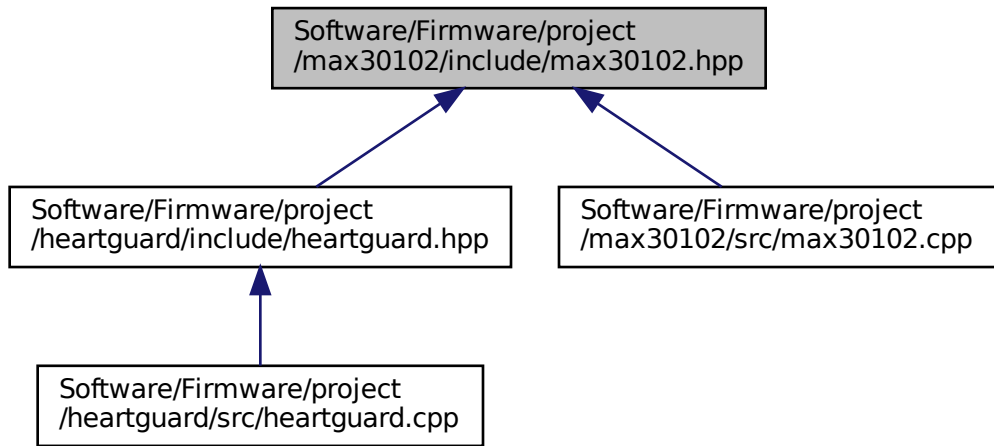 Software/Firmware/project
/max30102/include/max30102.hpp
Software/Firmware/project
/heartguard/include/heartguard.hpp
Software/Firmware/project
/max30102/src/max30102.cpp
Software/Firmware/project
/heartguard/src/heartguard.cpp